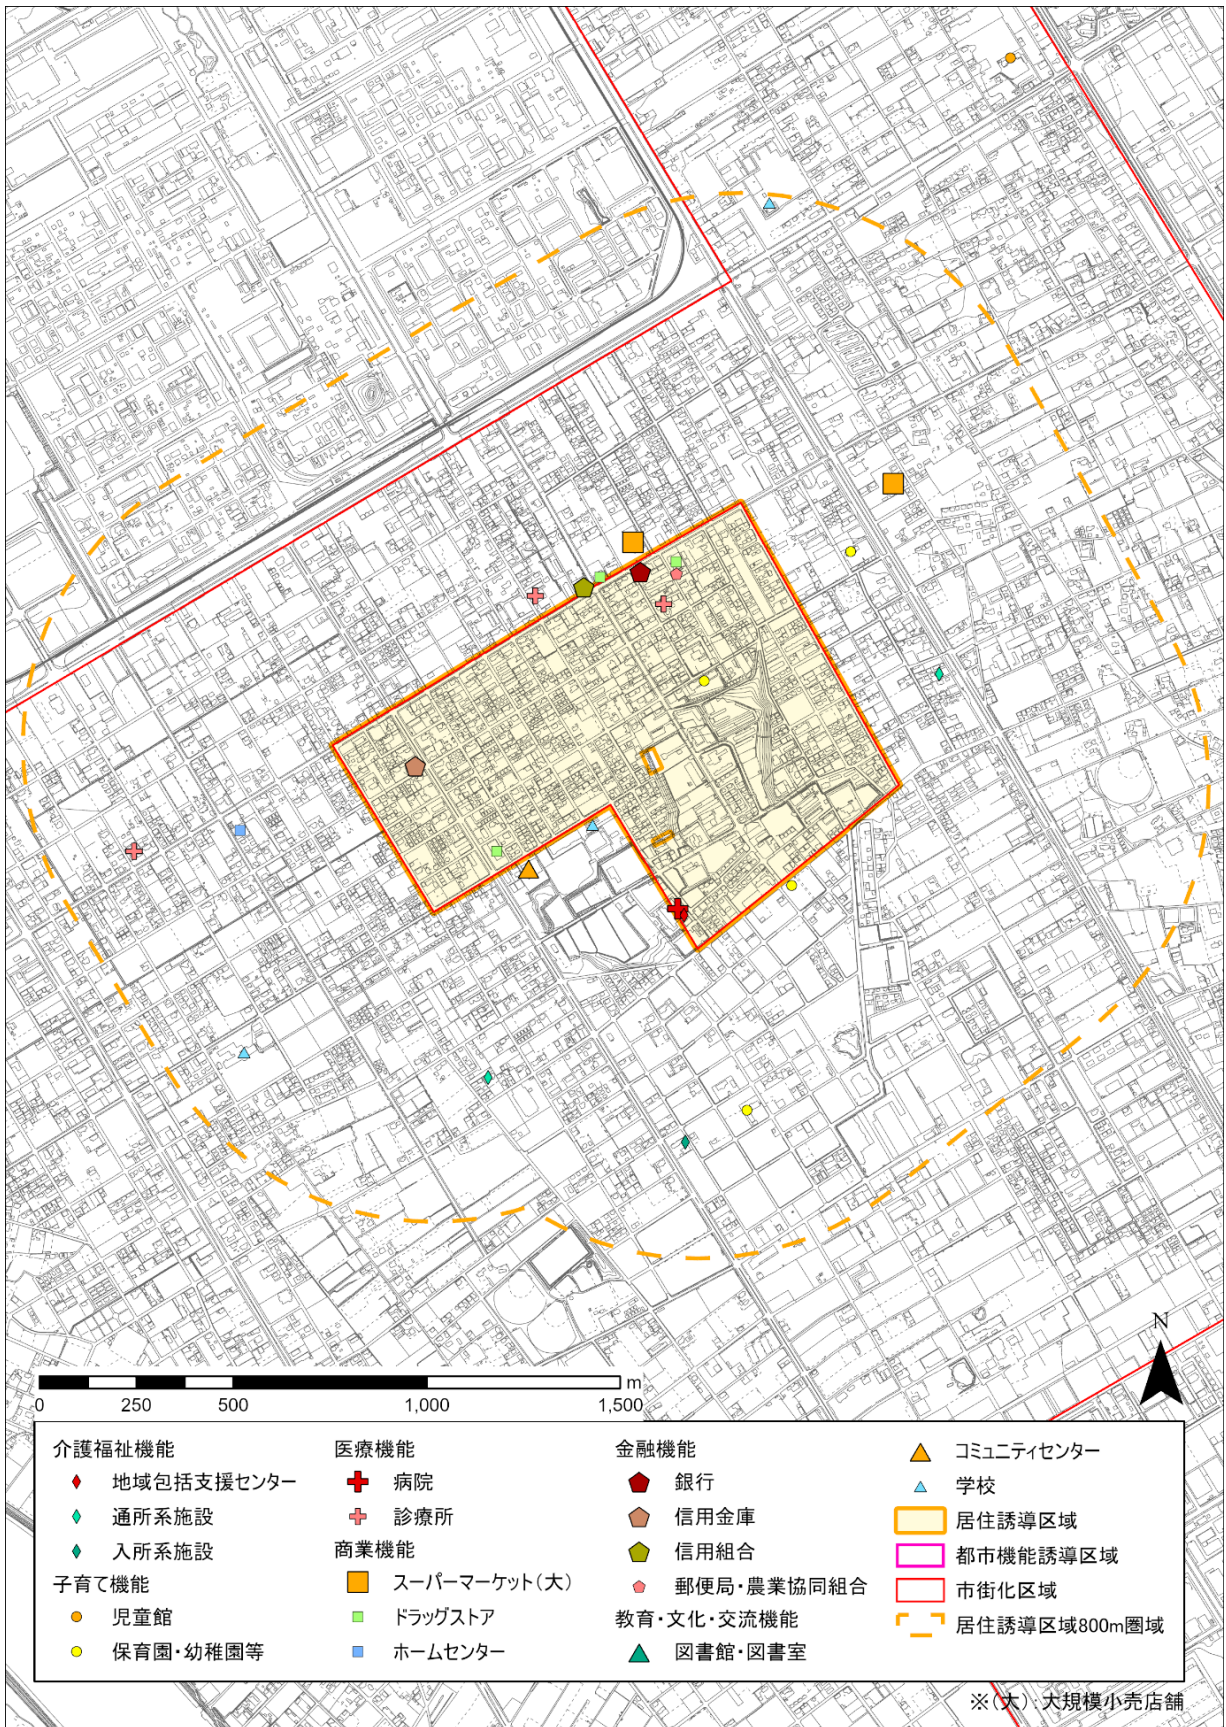 N
m
0 250 500 1,000 1,500
介護福祉機能
地域包括支援センター
通所系施設
入所系施設
子育て機能
児童館
保育園・幼稚園等
医療機能
病院
診療所
商業機能
スーパーマーケット(大)
ドラッグストア
ホームセンター
金融機能
銀行
信用金庫
信用組合
郵便局・農業協同組合
教育・文化・交流機能
図書館・図書室
コミュニティセンター
学校
居住誘導区域
都市機能誘導区域
市街化区域
居住誘導区域800m圏域
※(大):大規模小売店舗